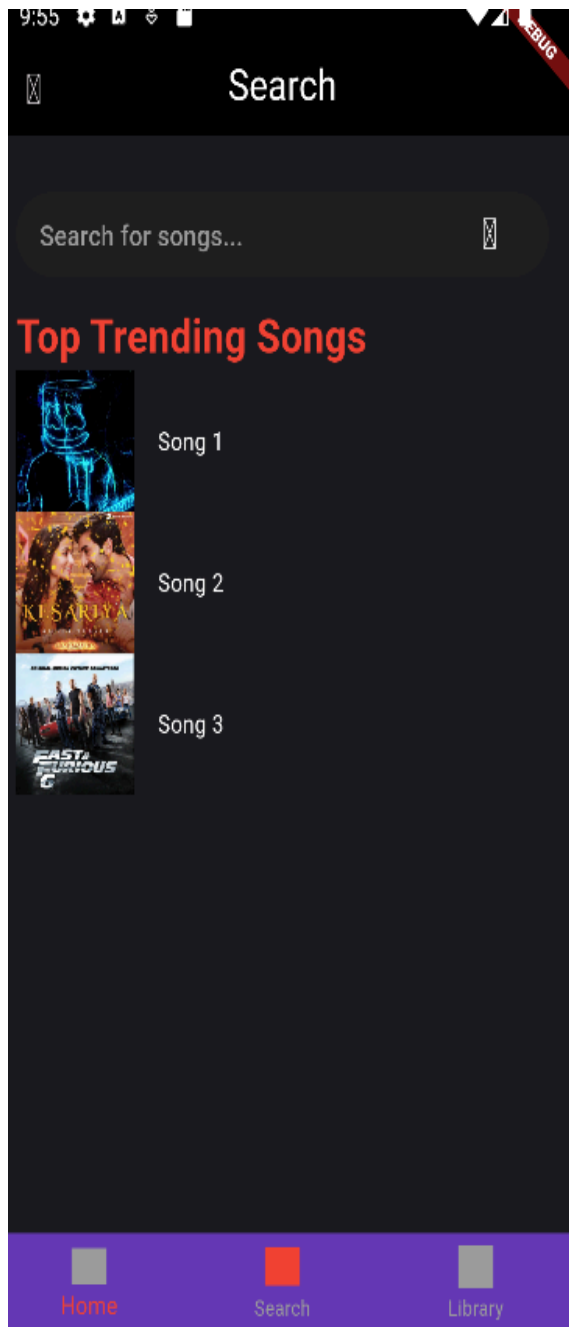 9:55
DEBUG
Search
Search for songs...
Top Trending Songs
Song 1
KESARIYA
Song 2
FAST &
FURIOUS
6
Song 3
Home
Search
Library